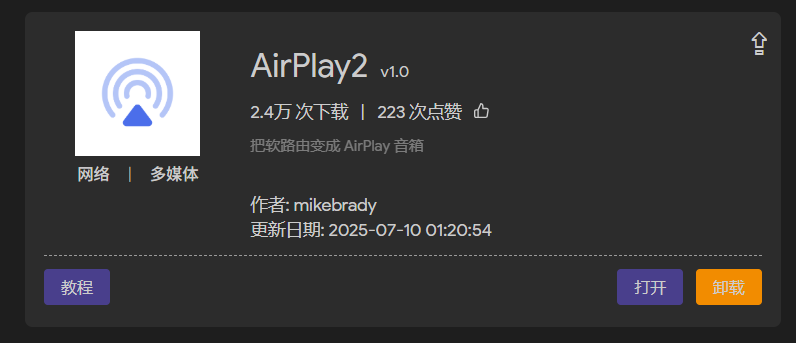 AirPlay2 v1.0
2.4万 次下载 | 223 次点赞
把软路由变成 AirPlay 音箱
网络 | 多媒体
作者: mikebrady
更新日期: 2025-07-10 01:20:54
教程 打开 卸载